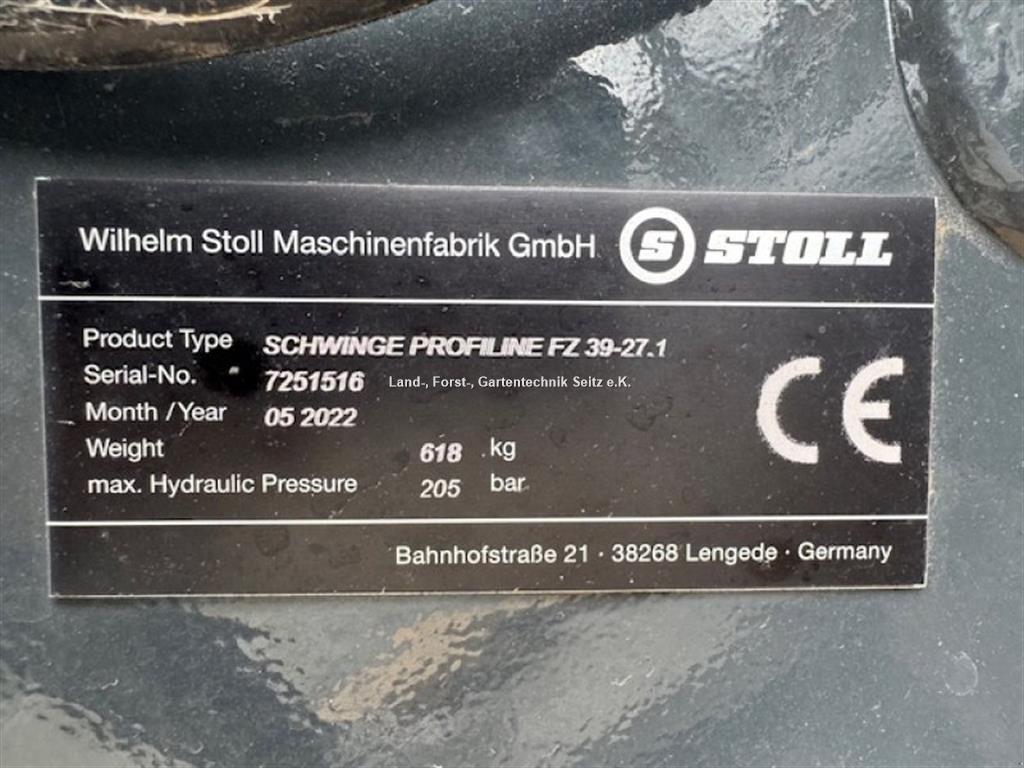 Wilhelm Stoll Maschinenfabrik GmbH S STOLL
Product Type SCHWINGE PROFILINE FZ 39-27.1
Serial-No. 7251516 Land-, Forst-, Gartentechnik Seitz e.K.
Month / Year 05 2022
Weight 618 kg
max. Hydraulic Pressure 205 bar
CE
Bahnhofstraße 21 · 38268 Lengede · Germany